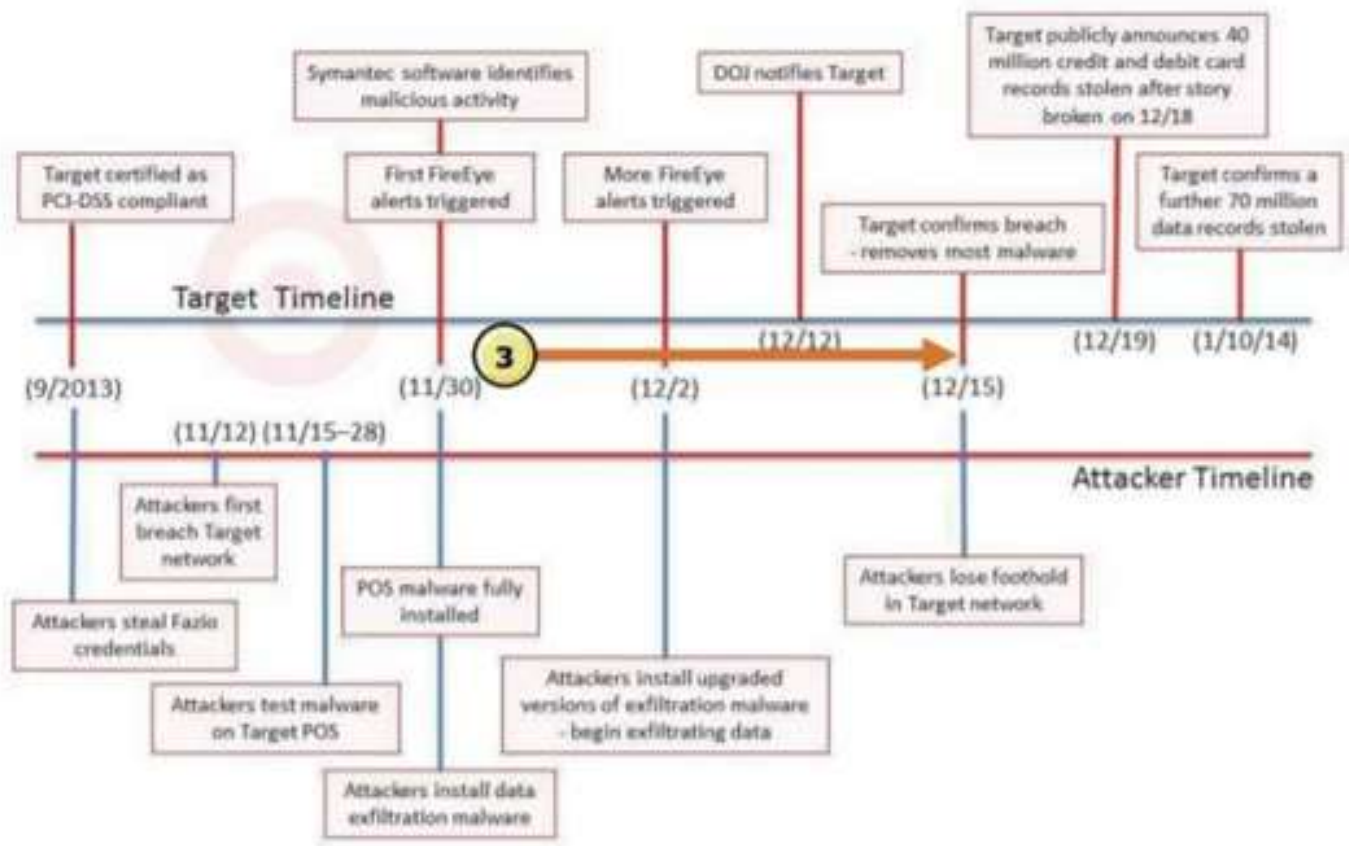 Symantec software identifies
malicious activity
DOJ notifies Target
Target publicly announces 40
million credit and debit card
records stolen after story
broken on 12/18
Target certified as
PCI-DSS compliant
First FireEye
alerts triggered
More FireEye
alerts triggered
Target confirms breach
- removes most malware
Target confirms a
further 70 million
data records stolen
Target Timeline
3
(12/12)
(12/19)
(1/10/14)
(9/2013)
(11/30)
(12/2)
(12/15)
(11/12)
(11/15–28)
Attacker Timeline
Attackers first
breach Target
network
POS malware fully
installed
Attackers lose foothold
in Target network
Attackers steal Fazio
credentials
Attackers test malware
on Target POS
Attackers install upgraded
versions of exfiltration malware
- begin exfiltrating data
Attackers install data
exfiltration malware